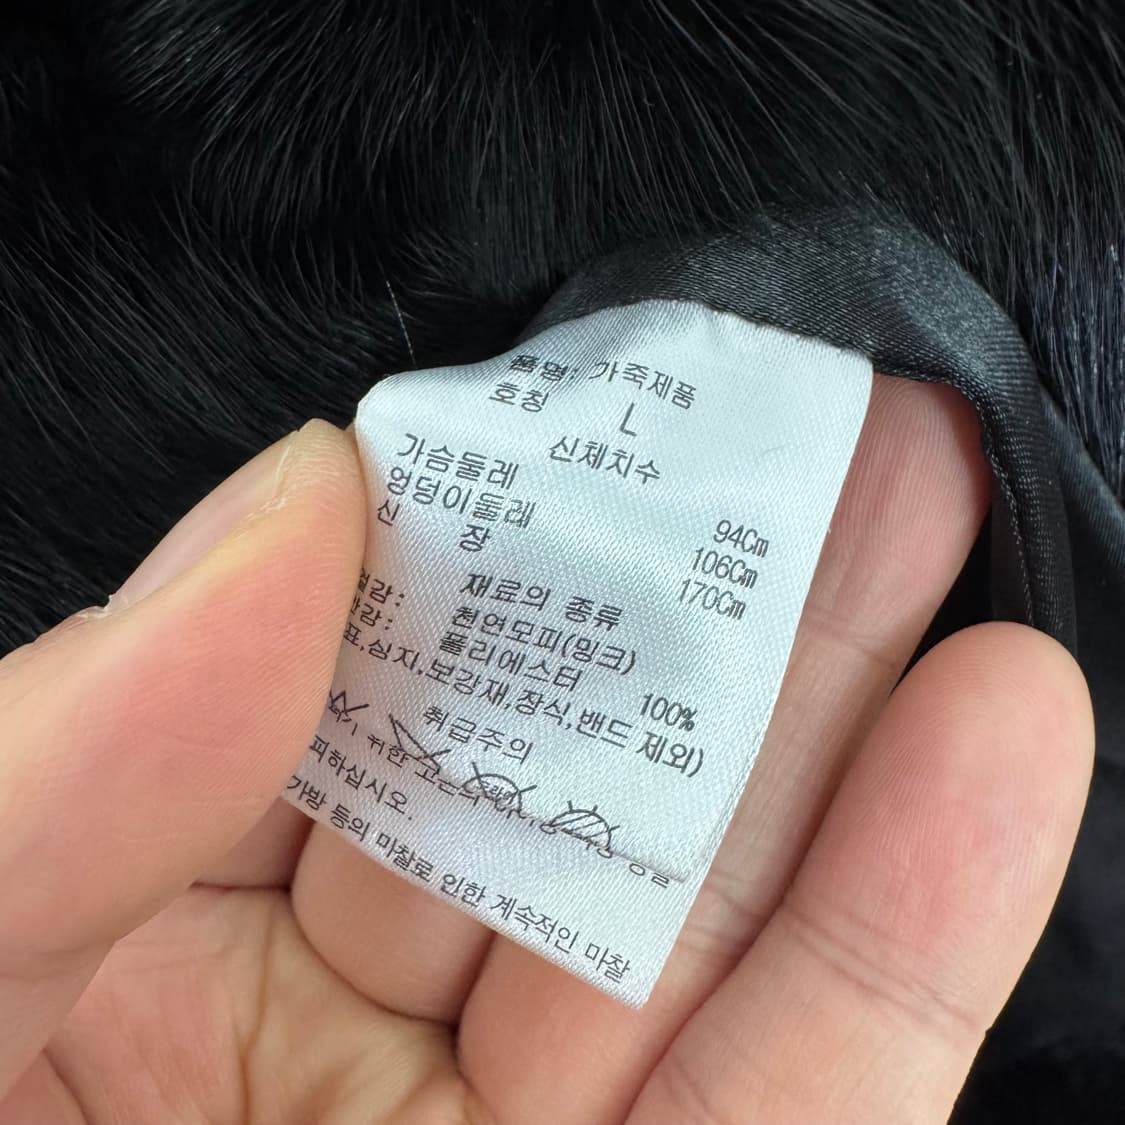 품명: 가죽제품
호칭 L
신체치수
가슴둘레 94Cm
엉덩이둘레 106Cm
신 장 170Cm
재료의 종류
겉감: 천연모피(밍크)
안감: 폴리에스터 100%
심지,보강재,장식,밴드 제외)
취급주의
피하십시오.
가방 등의 마찰로 인한 계속적인 마찰